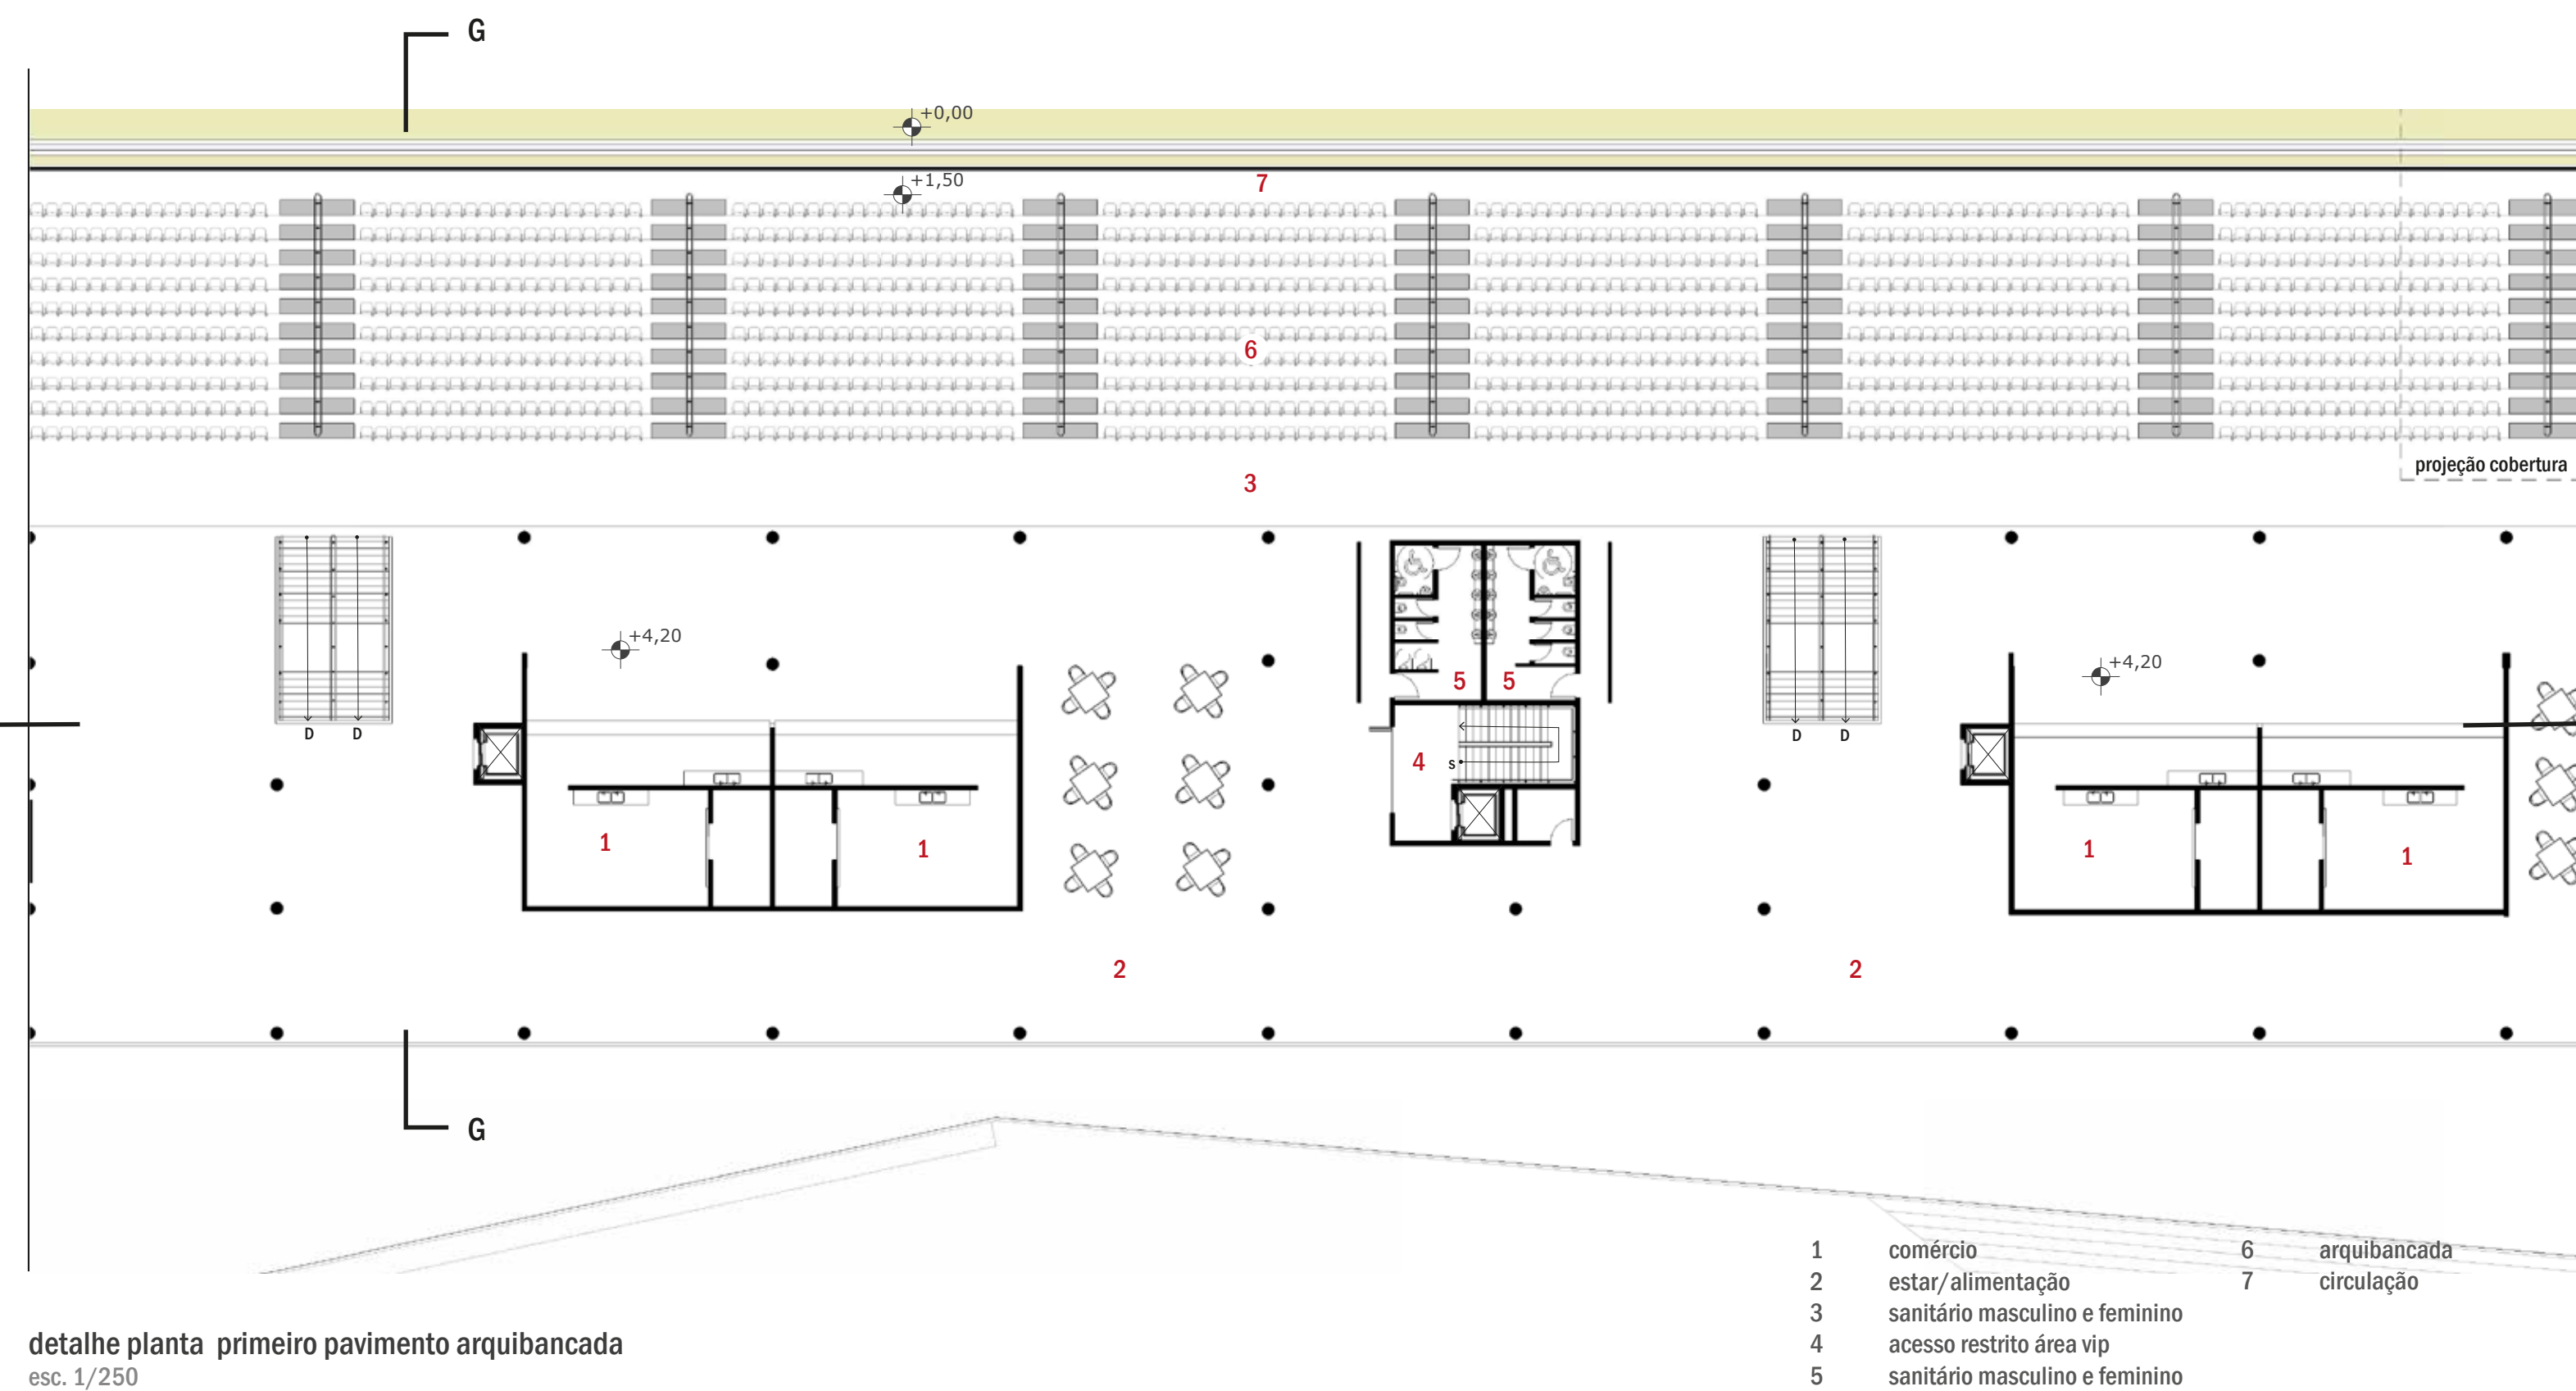 G
+0,00
+1,50
7
6
3
projeção cobertura
+4,20
+4,20
5 5
D D
D D
4
s
1
1
1
1
2
2
G
1 comércio
2 estar/alimentação
3 sanitário masculino e feminino
4 acesso restrito área vip
5 sanitário masculino e feminino
6 arquibancada
7 circulação
detalhe planta primeiro pavimento arquibancada
esc. 1/250